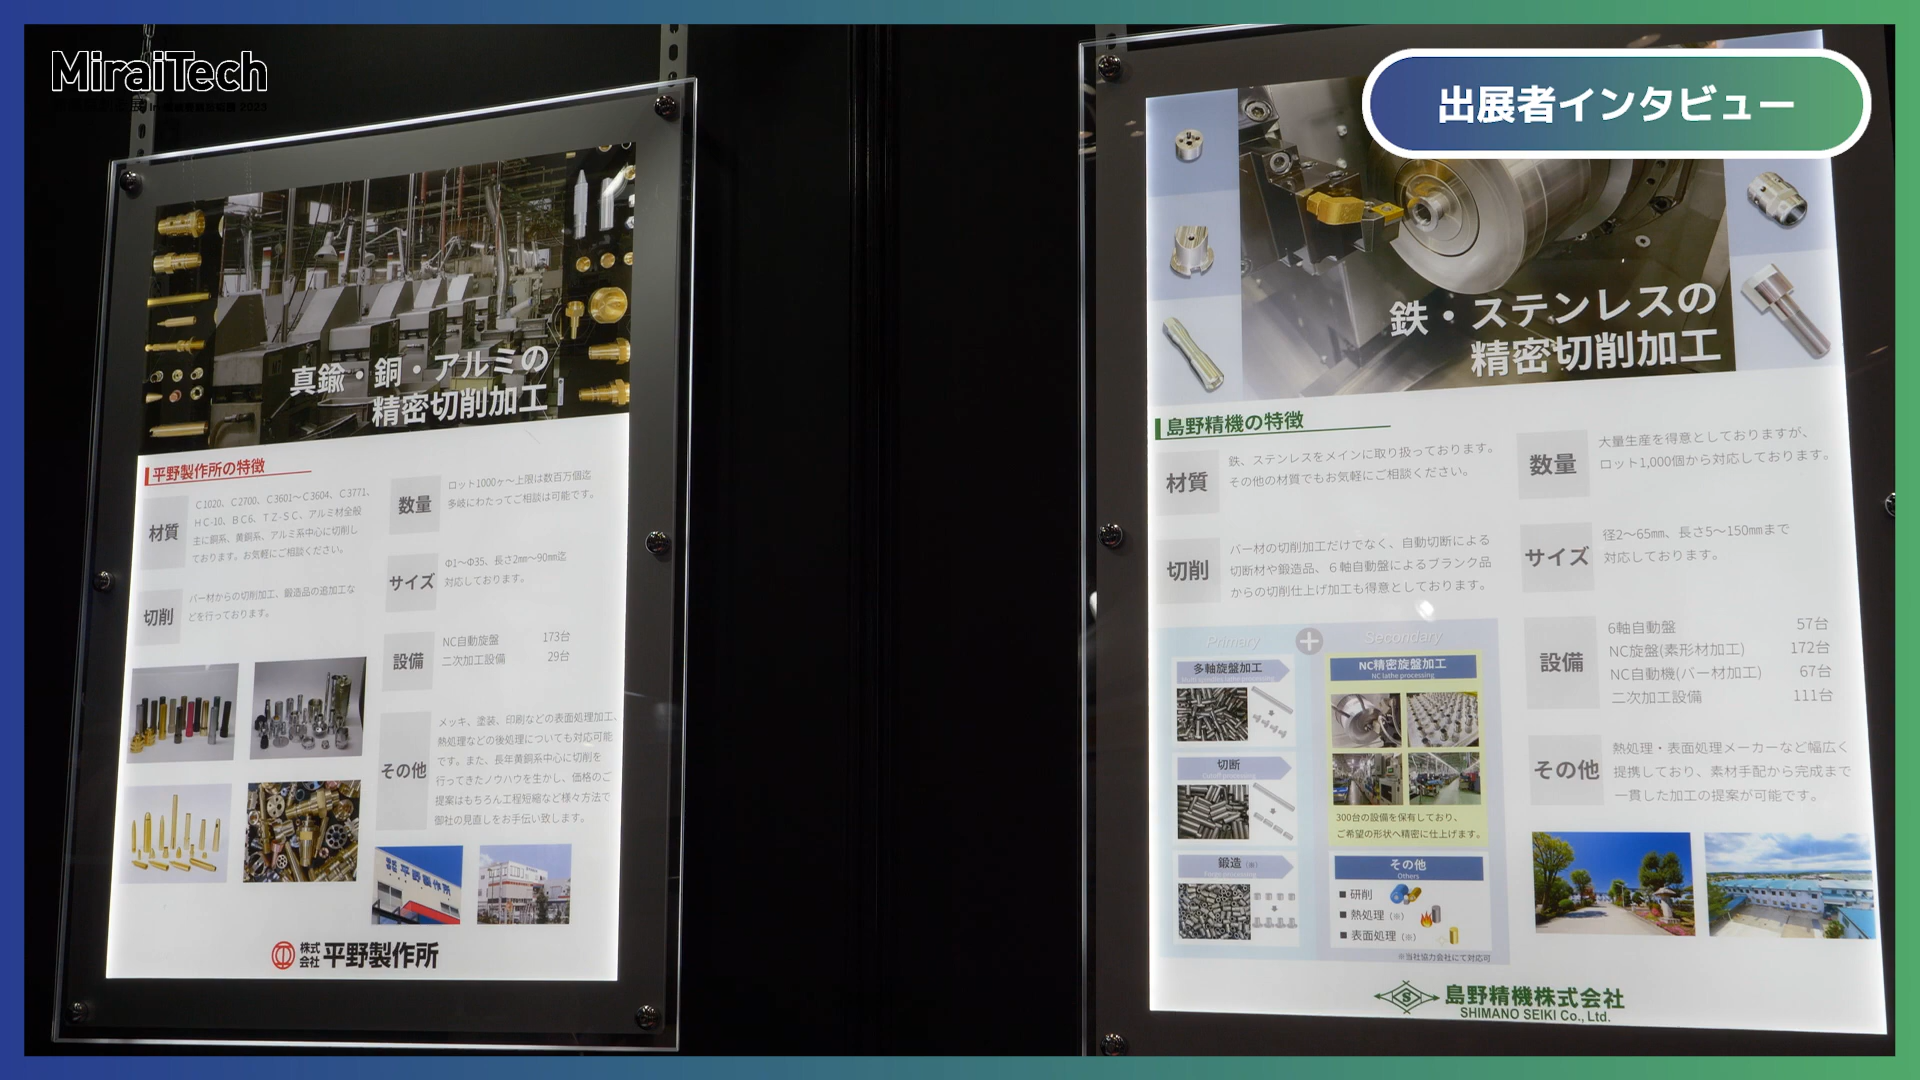 MiraiTech
出展者インタビュー
真鍮・銅・アルミの
精密切削加工
平野製作所の特徴
材質
C1020、C2700、C3601～C3604、C3771、
HC-10、BC6、TZ-SC、アルミ材全般
主に銅系、黄銅系、アルミ系中心に切削し
ております。お気軽にご相談ください。
切削
バー材からの切削加工、鍛造品の追加工な
どを行っております。
数量
ロット1000ヶ～上限は数百万個迄
多岐にわたってご相談は可能です。
サイズ
Φ1～Φ35、長さ2mm～90mm迄
対応しております。
設備
NC自動旋盤 173台
二次加工設備 29台
その他
メッキ、塗装、印刷などの表面処理加工、
熱処理などの後処理についても対応可能
です。また、長年黄銅系中心に切削を
行ってきたノウハウを生かし、価格のご
提案はもちろん工程短縮など様々方法で
御社の見直しをお手伝い致します。
平野製作所
株式会社 平野製作所
鉄・ステンレスの
精密切削加工
島野精機の特徴
材質
鉄、ステンレスをメインに取り扱っております。
その他の材質でもお気軽にご相談ください。
切削
バー材の切削加工だけでなく、自動切断による
切断材や鍛造品、６軸自動盤によるブランク品
からの切削仕上げ加工も得意としております。
Primary
+
Secondary
多軸旋盤加工
切断
鍛造（※）
NC精密旋盤加工
NC lathe processing
300台の設備を保有しており、
ご希望の形状へ精密に仕上げます。
その他
Others
■ 研削
■ 熱処理（※）
■ 表面処理（※）
※当社協力会社にて対応可
数量
大量生産を得意としておりますが、
ロット1,000個から対応しております。
サイズ
径2～65mm、長さ5～150mmまで
対応しております。
設備
6軸自動盤 57台
NC旋盤(素形材加工) 172台
NC自動機(バー材加工) 67台
二次加工設備 111台
その他
熱処理・表面処理メーカーなど幅広く
提携しており、素材手配から完成まで
一貫した加工の提案が可能です。
S
島野精機株式会社
SHIMANO SEIKI Co., Ltd.